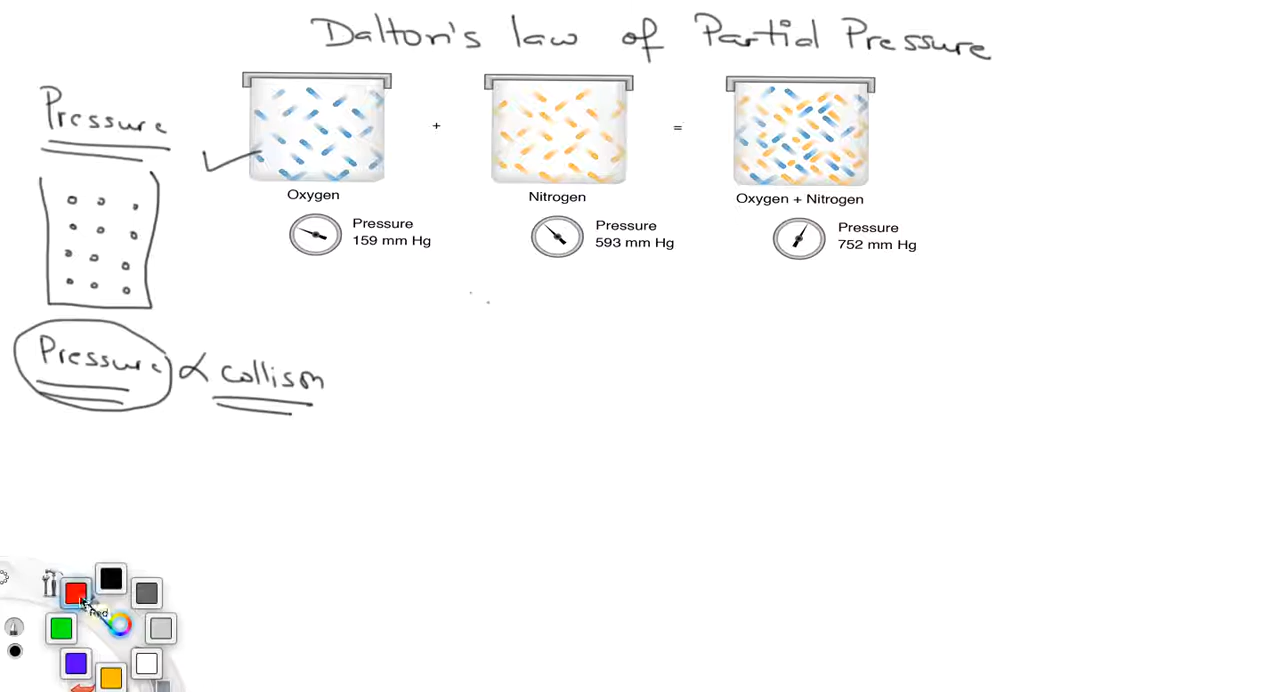 Dalton's law of Partial Pressure
Pressure
+
=
Oxygen
Nitrogen
Oxygen + Nitrogen
Pressure
159 mm Hg
Pressure
593 mm Hg
Pressure
752 mm Hg
Pressure ∝ collison
Red